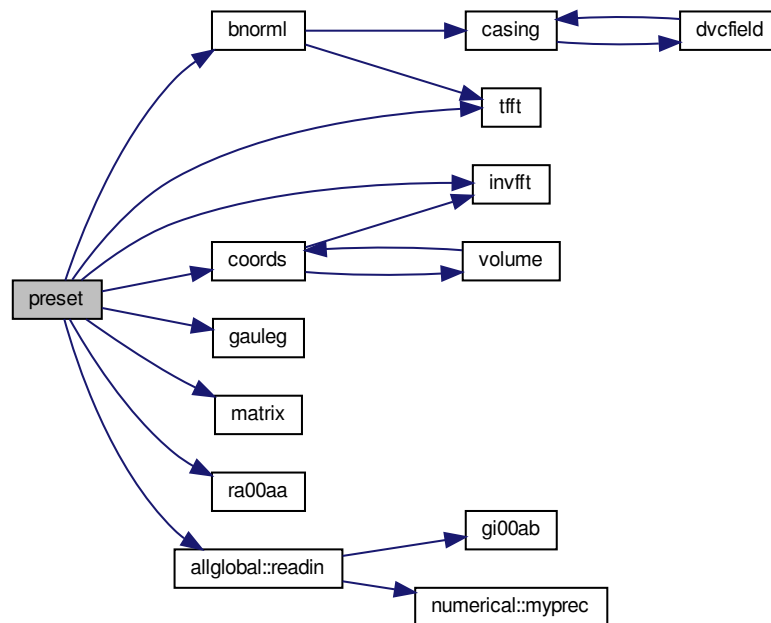 bnorml
casing
dvcfield
tfft
invfft
coords
volume
preset
gauleg
matrix
ra00aa
gi00ab
allglobal::readin
numerical::myprec